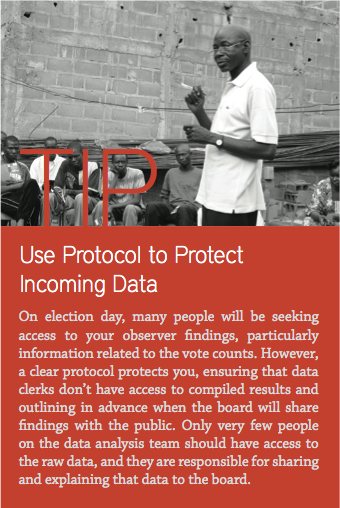 TIP
Use Protocol to Protect
Incoming Data
On election day, many people will be seeking
access to your observer findings, particularly
information related to the vote counts. However,
a clear protocol protects you, ensuring that data
clerks don't have access to compiled results and
outlining in advance when the board will share
findings with the public. Only very few people
on the data analysis team should have access to
the raw data, and they are responsible for sharing
and explaining that data to the board.